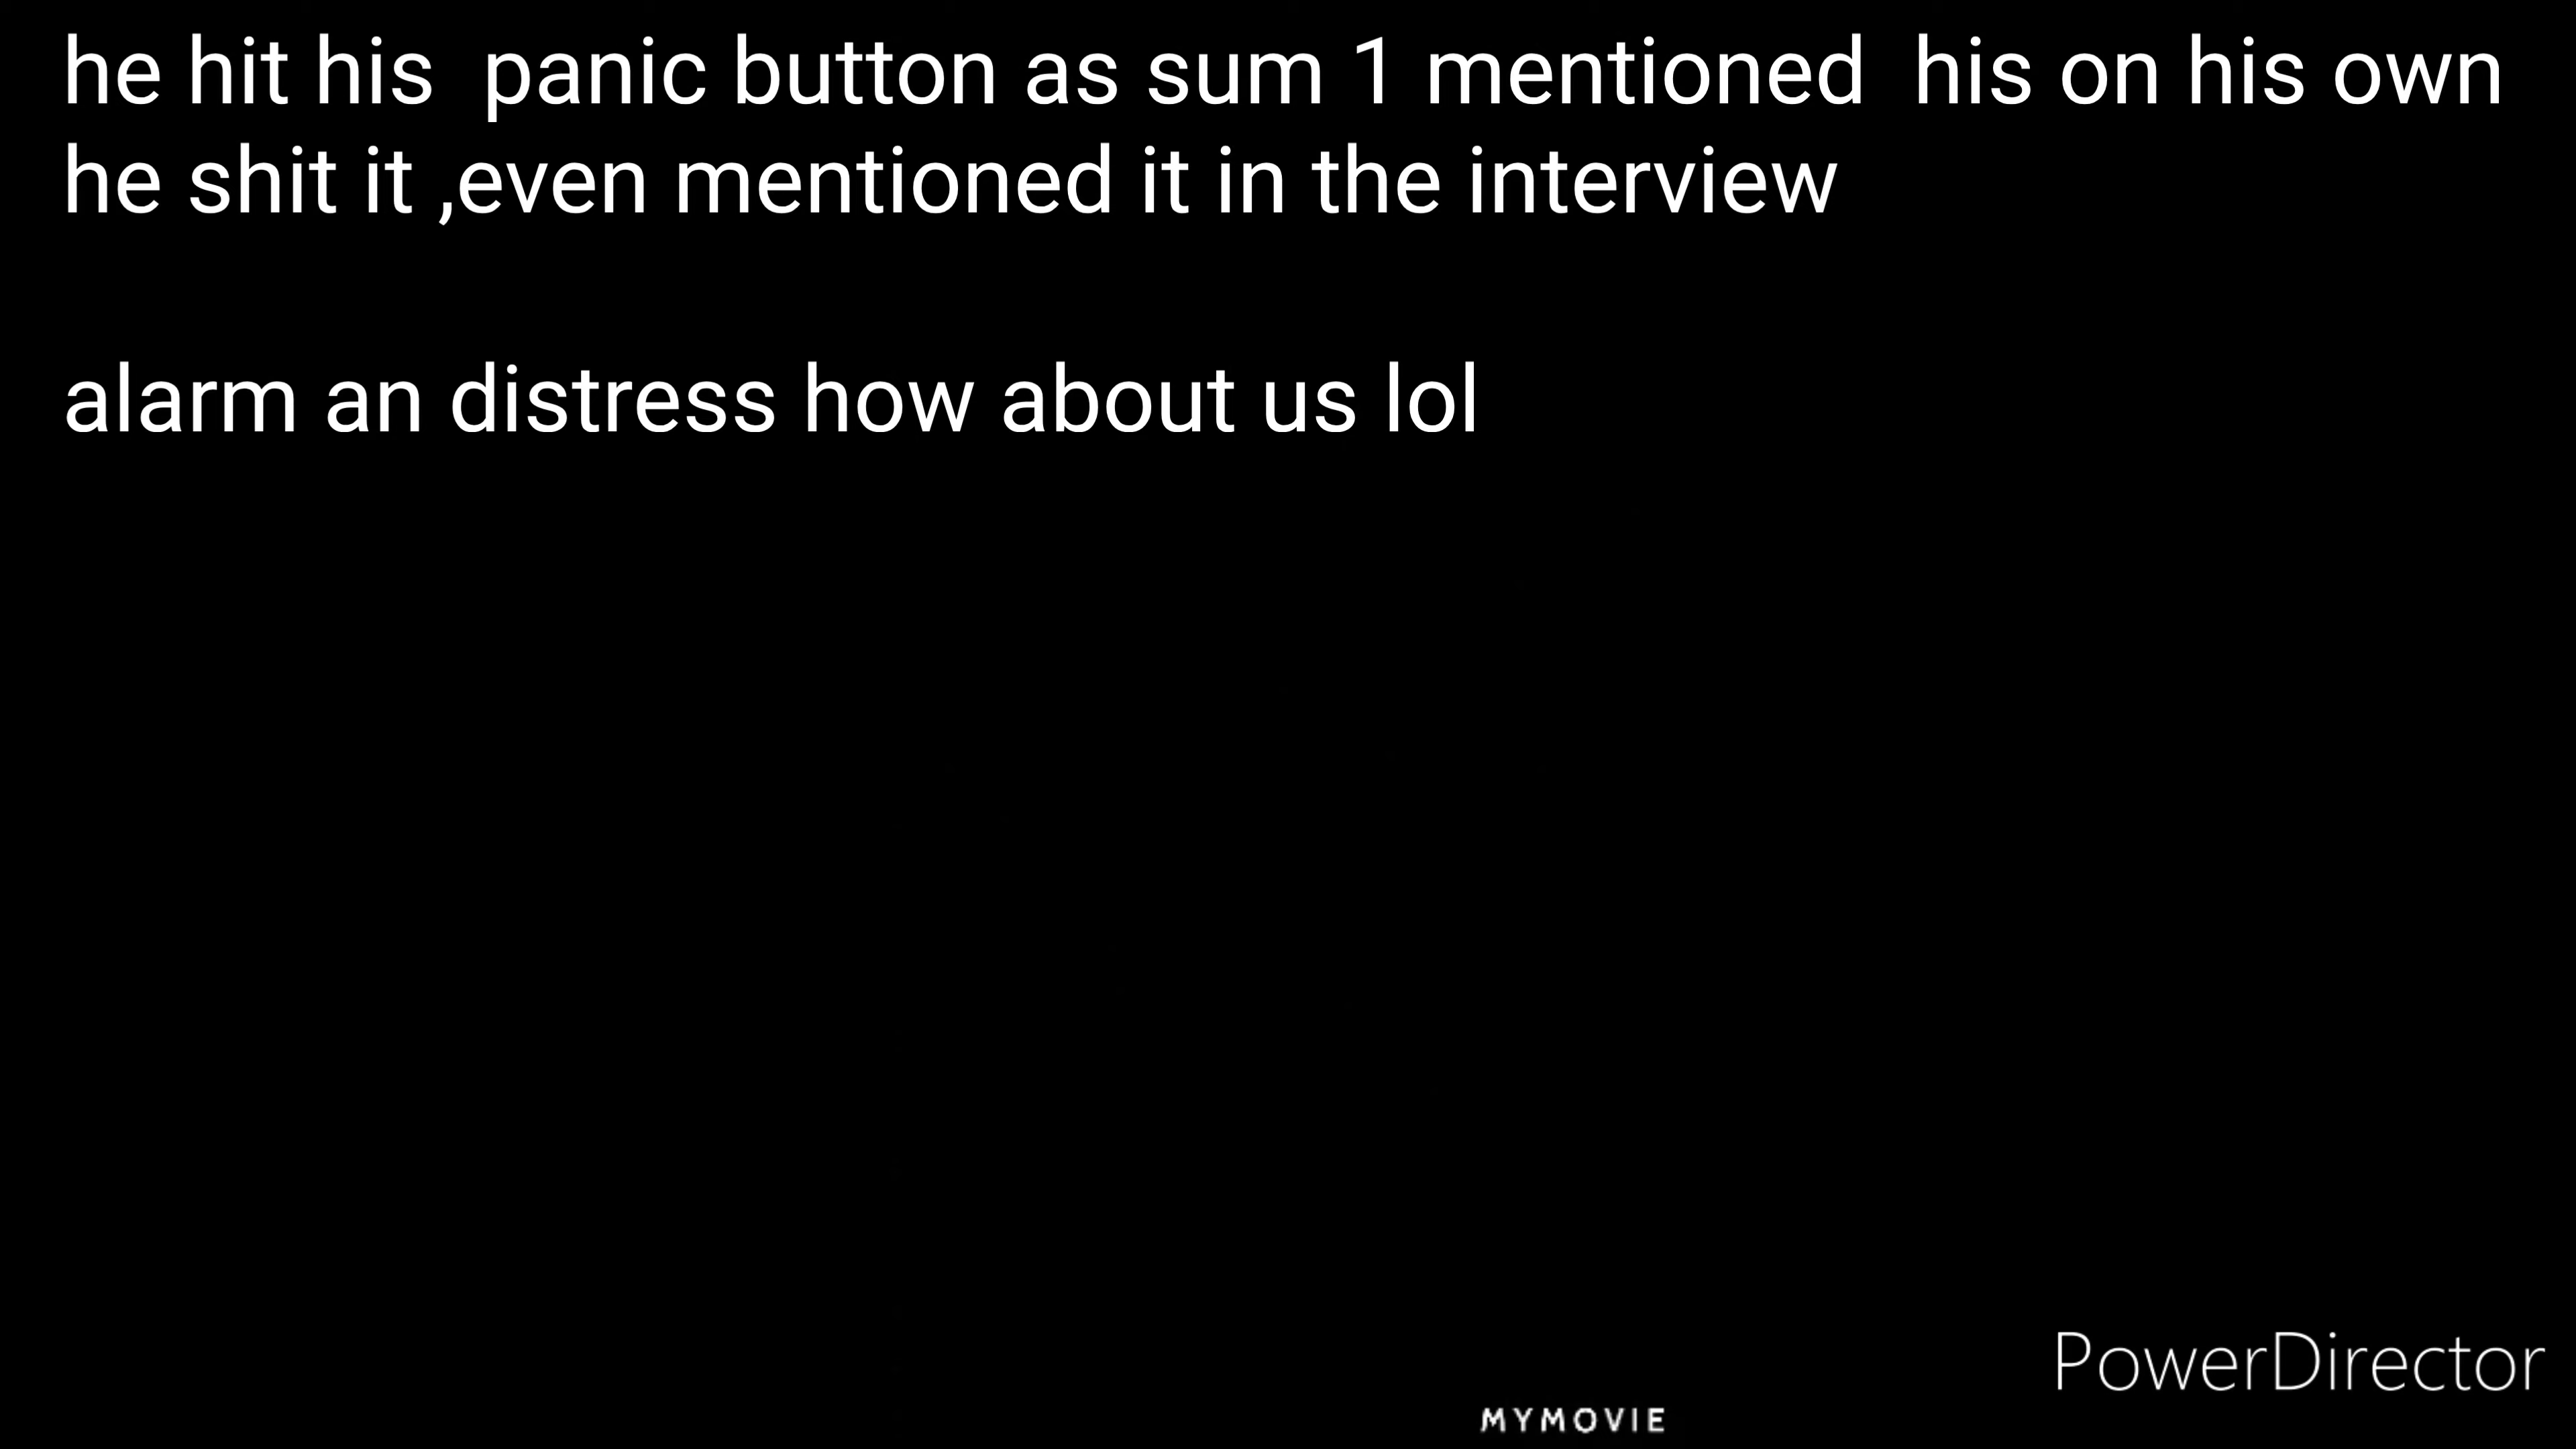 he hit his  panic button as sum 1 mentioned  his on his own
he shit it ,even mentioned it in the interview
alarm an distress how about us lol
PowerDirector
MYMOVIE